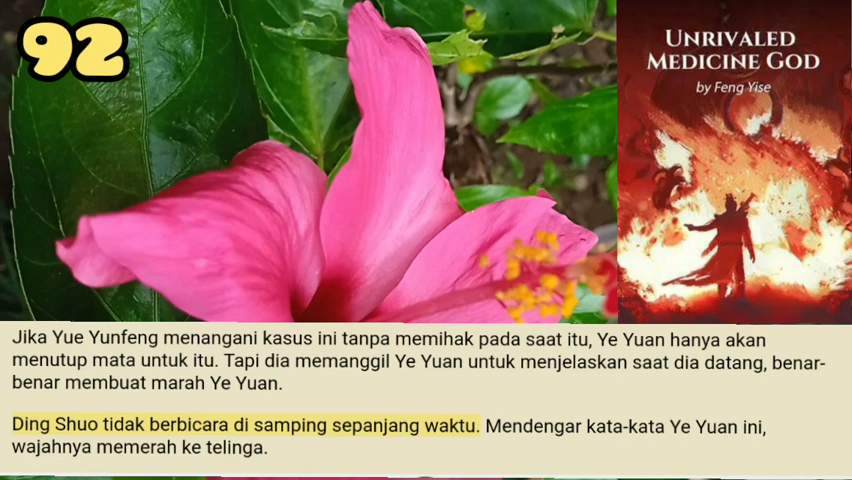 92
UNRIVALED
MEDICINE GOD
by Feng Yise
Jika Yue Yunfeng menangani kasus ini tanpa memihak pada saat itu, Ye Yuan hanya akan
menutup mata untuk itu. Tapi dia memanggil Ye Yuan untuk menjelaskan saat dia datang, benar-
benar membuat marah Ye Yuan.
Ding Shuo tidak berbicara di samping sepanjang waktu. Mendengar kata-kata Ye Yuan ini,
wajahnya memerah ke telinga.